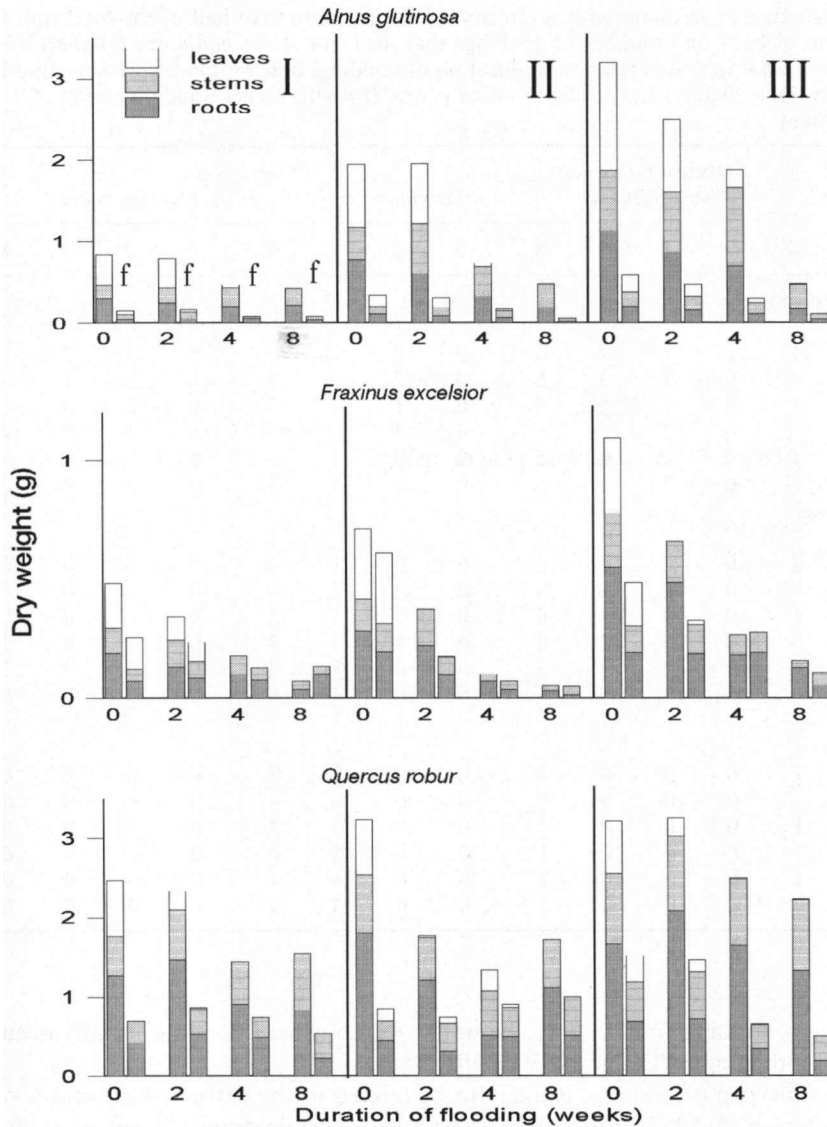 Alnus glutinosa
leaves
stems
roots
I
II
III
3
2
1
0
f
f
f
f
0 2 4 8 0 2 4 8 0 2 4 8
Fraxinus excelsior
1
0
0 2 4 8 0 2 4 8 0 2 4 8
Dry weight (g)
Quercus robur
3
2
1
0
0 2 4 8 0 2 4 8 0 2 4 8
Duration of flooding (weeks)